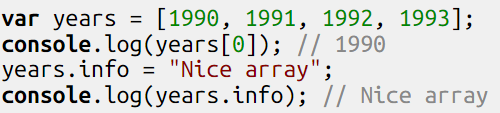 var years = [1990, 1991, 1992, 1993];
console.log(years[0]); // 1990
years.info = "Nice array";
console.log(years.info); // Nice array